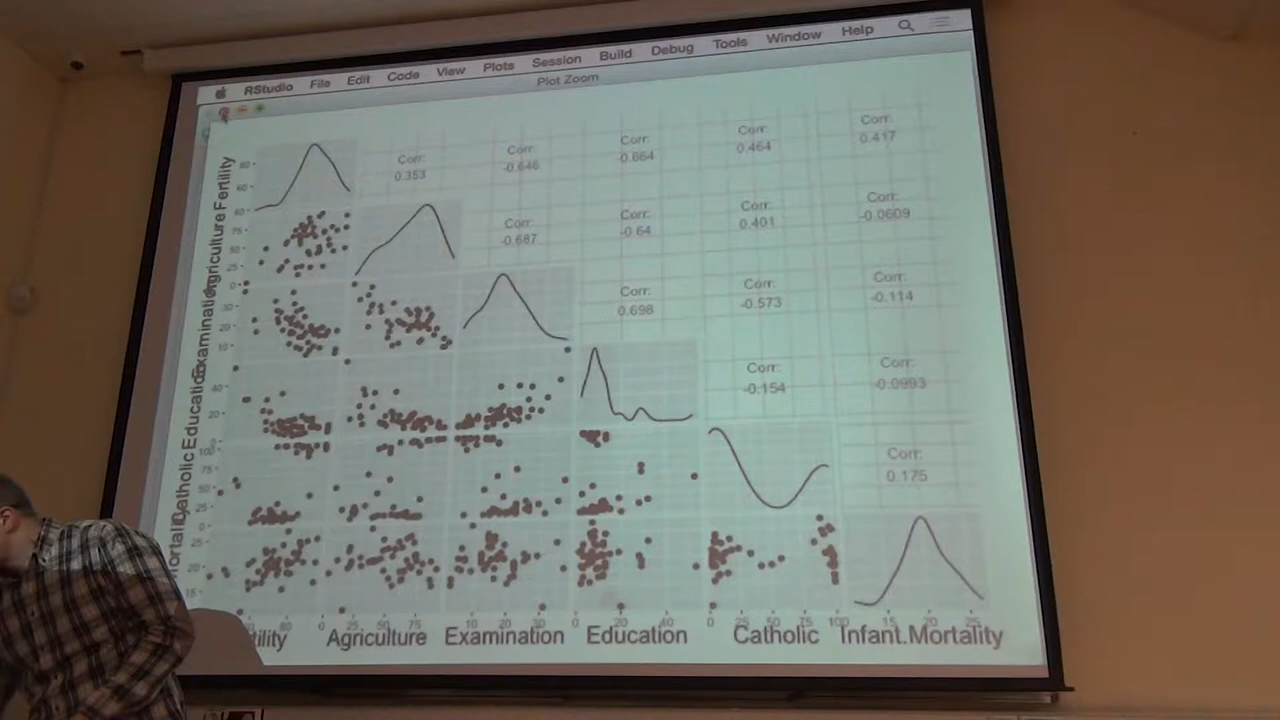 RStudio File Edit Code View Plots Session Build Debug Tools Window Help
Plot Zoom
Corr: 0.353
Corr: -0.646
Corr: -0.664
Corr: 0.464
Corr: 0.417
Corr: -0.687
Corr: -0.64
Corr: 0.401
Corr: -0.0609
Corr: 0.698
Corr: -0.573
Corr: -0.114
Corr: -0.154
Corr: -0.0993
Corr: 0.175
Fertility
Agriculture
Examination
Education
Catholic
Mortality
tility Agriculture Examination Education Catholic Infant.Mortality